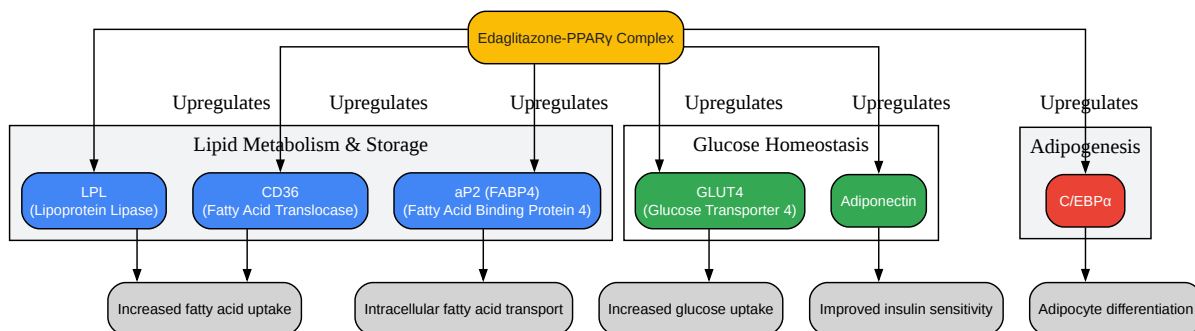 Edaglitazone-PPARγ Complex
Upregulates
Upregulates
Upregulates
Upregulates
Upregulates
Upregulates
Lipid Metabolism & Storage
Glucose Homeostasis
Adipogenesis
LPL
(Lipoprotein Lipase)
CD36
(Fatty Acid Translocase)
aP2 (FABP4)
(Fatty Acid Binding Protein 4)
GLUT4
(Glucose Transporter 4)
Adiponectin
C/EBPα
Increased fatty acid uptake
Intracellular fatty acid transport
Increased glucose uptake
Improved insulin sensitivity
Adipocyte differentiation